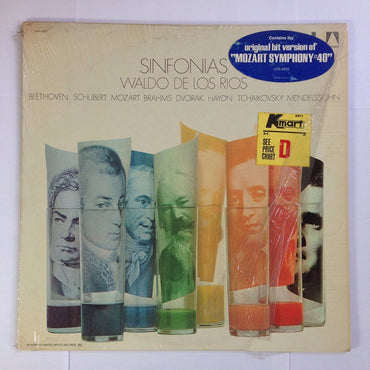 Contains the
original hit version of
"MOZART SYMPHONY #40"
SINFONIAS
WALDO DE LOS RIOS
BEETHOVEN SCHUBERT MOZART BRAHMS DVORAK HAYDN TCHAIKOVSKY MENDELSSOHN
Kmart
SEE
PRICE
CHART
D